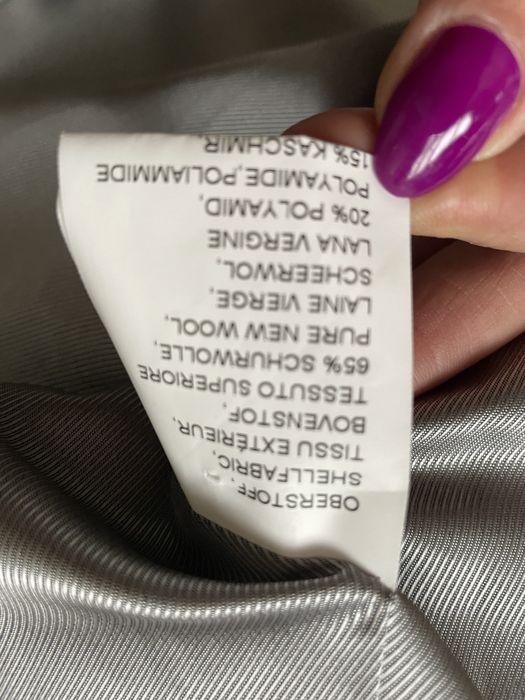 OBERSTOFF,
SHELLFABRIC,
TISSU EXTÉRIEUR,
BOVENSTOF,
TESSUTO SUPERIORE
65% SCHURWOLLE,
PURE NEW WOOL,
LAINE VIERGE,
SCHEERWOL,
LANA VERGINE
20% POLYAMID,
POLYAMIDE,POLIAMMIDE
15% KASCHMIR,